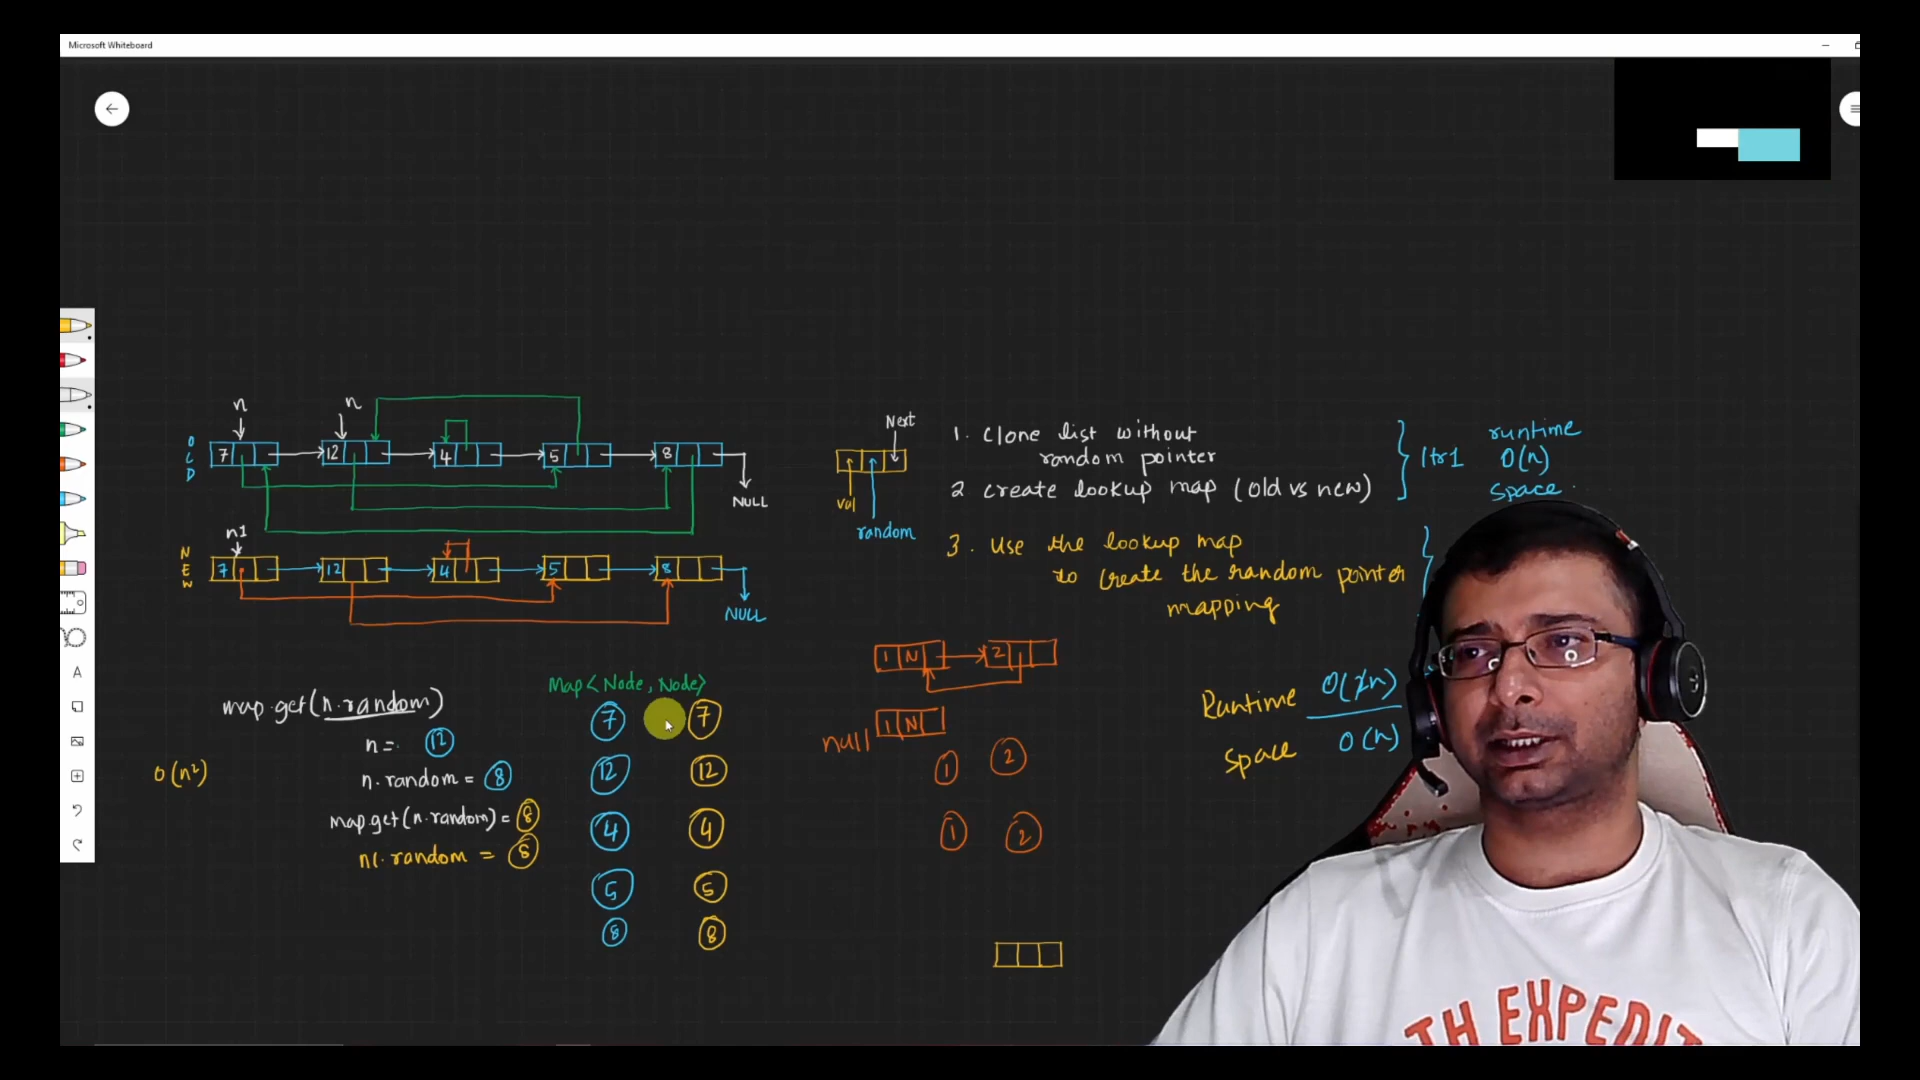 Microsoft Whiteboard
n
n
OLD
7
12
4
5
8
NULL
n1
NEW
7
12
4
5
8
NULL
Next
val
random
1. clone list without
random pointer
2 create lookup map (old vs new)
Itr1
runtime
O(n)
space
3. Use the lookup map
to create the random pointer
mapping
1 N
2
null
1 N
1
2
1
2
Runtime
O(2n)
Space
O(n)
map.get(n.random)
n = 12
n.random = 8
map.get(n.random) = 8
n1.random = 8
O(n²)
Map<Node, Node>
7 7
12 12
4 4
5 5
8 8
A
TH EXPEDIT